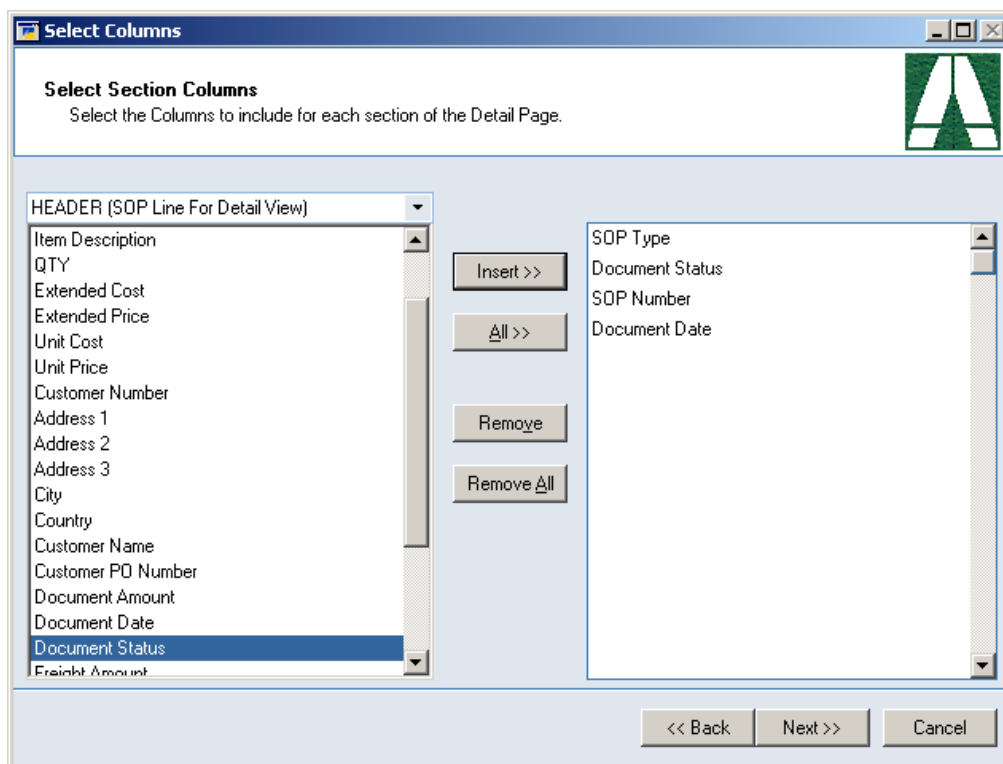 Select Columns
Select Section Columns
Select the Columns to include for each section of the Detail Page.
HEADER (SOP Line For Detail View)
Item Description
QTY
Extended Cost
Extended Price
Unit Cost
Unit Price
Customer Number
Address 1
Address 2
Address 3
City
Country
Customer Name
Customer PO Number
Document Amount
Document Date
Document Status
Freight Amount
Insert >>
All >>
Remove
Remove All
SOP Type
Document Status
SOP Number
Document Date
<< Back
Next >>
Cancel